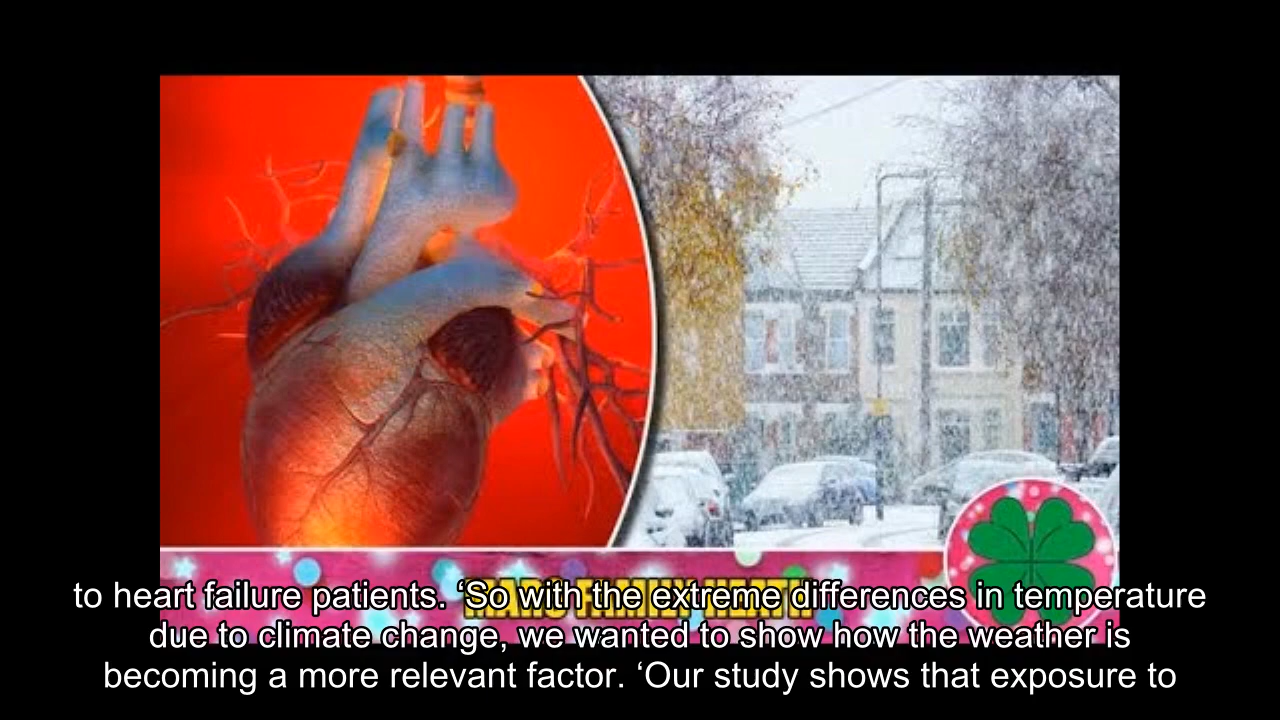 to heart failure patients. ‘So with the extreme differences in temperature
due to climate change, we wanted to show how the weather is
becoming a more relevant factor. ‘Our study shows that exposure to